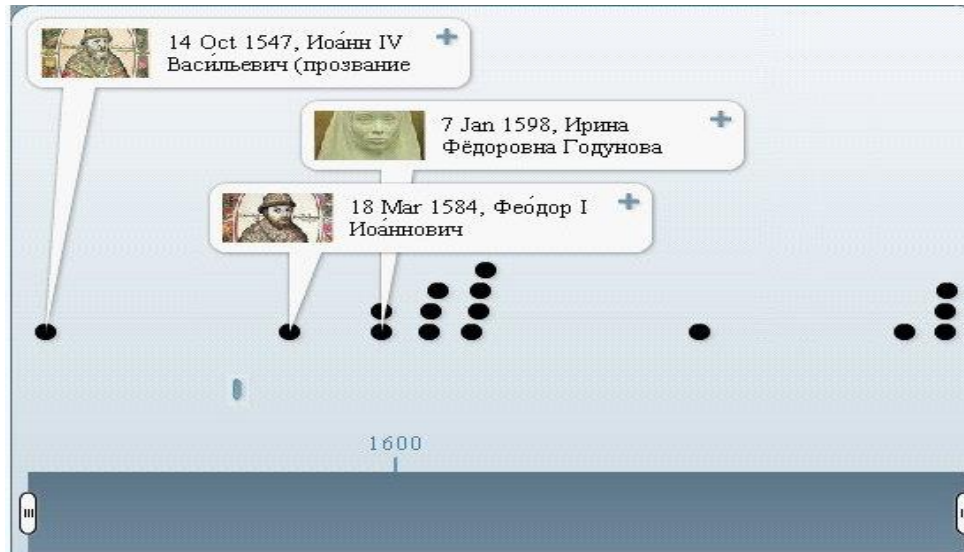 14 Oct 1547, Иоа́нн IV
Васи́льевич (прозвание
7 Jan 1598, Ирина
Фёдоровна Годунова
18 Mar 1584, Фео́дор I
Иоа́ннович
1600